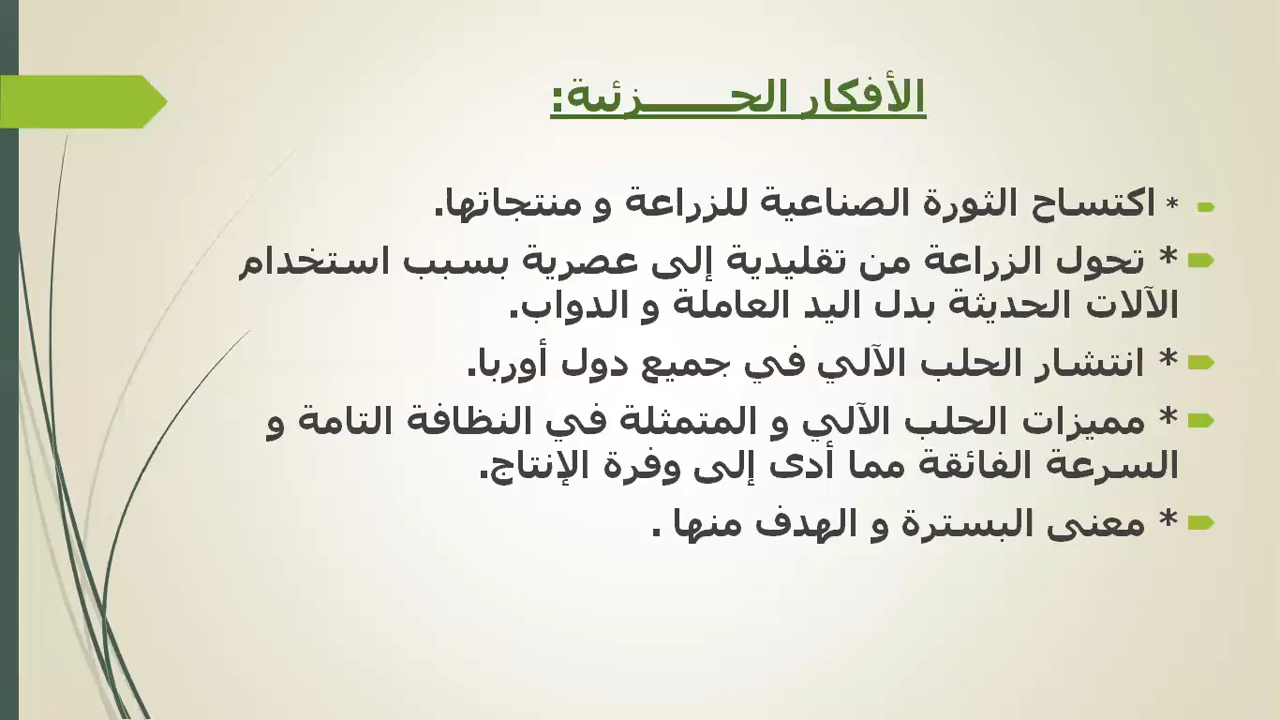 الأفكار الجـــــــزئية:
* اكتساح الثورة الصناعية للزراعة و منتجاتها.
* تحول الزراعة من تقليدية إلى عصرية بسبب استخدام
الآلات الحديثة بدل اليد العاملة و الدواب.
* انتشار الحلب الآلي في جميع دول أوربا.
* مميزات الحلب الآلي و المتمثلة في النظافة التامة و
السرعة الفائقة مما أدى إلى وفرة الإنتاج.
* معنى البسترة و الهدف منها .